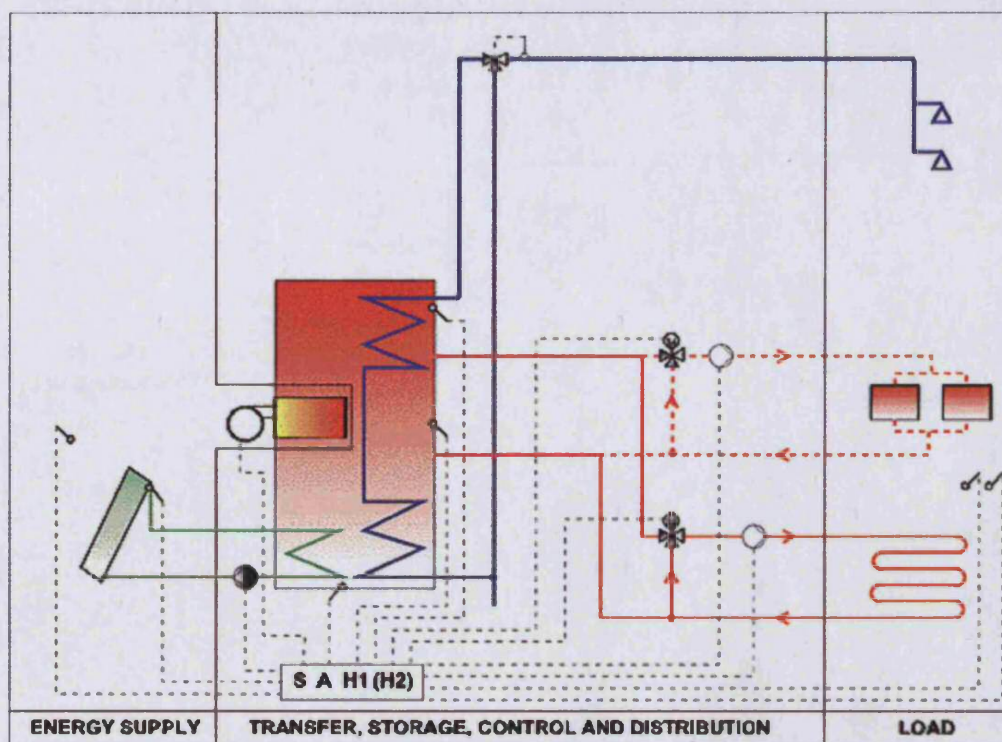 S A H1 (H2)
ENERGY SUPPLY
TRANSFER, STORAGE, CONTROL AND DISTRIBUTION
LOAD